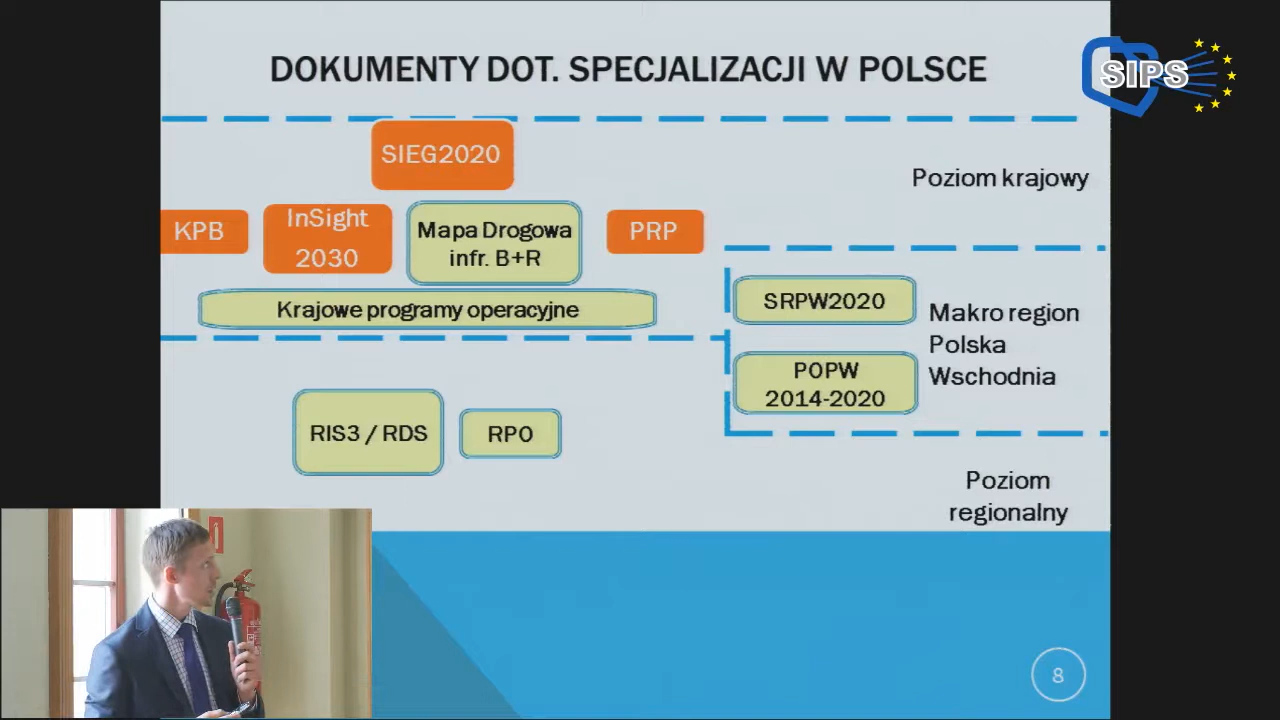 DOKUMENTY DOT. SPECJALIZACJI W POLSCE
SIPS
SIEG2020
Poziom krajowy
KPB
InSight
2030
Mapa Drogowa
infr. B+R
PRP
Krajowe programy operacyjne
SRPW2020
Makro region
Polska
Wschodnia
POPW
2014-2020
RIS3 / RDS
RPO
Poziom
regionalny
8